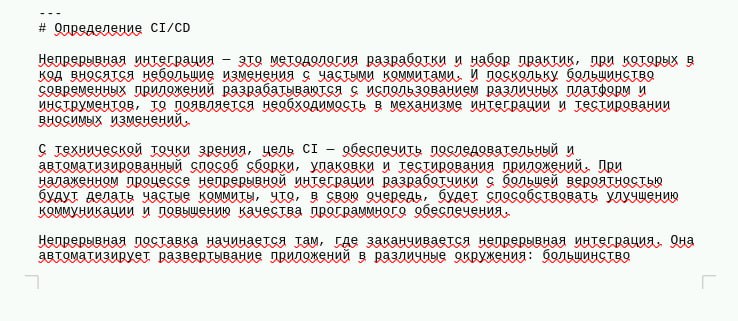 ---
# Определение CI/CD
Непрерывная интеграция — это методология разработки и набор практик, при которых в
код вносятся небольшие изменения с частыми коммитами. И поскольку большинство
современных приложений разрабатываются с использованием различных платформ и
инструментов, то появляется необходимость в механизме интеграции и тестировании
вносимых изменений.
С технической точки зрения, цель CI — обеспечить последовательный и
автоматизированный способ сборки, упаковки и тестирования приложений. При
налаженном процессе непрерывной интеграции разработчики с большей вероятностью
будут делать частые коммиты, что, в свою очередь, будет способствовать улучшению
коммуникации и повышению качества программного обеспечения.
Непрерывная поставка начинается там, где заканчивается непрерывная интеграция. Она
автоматизирует развертывание приложений в различные окружения: большинство